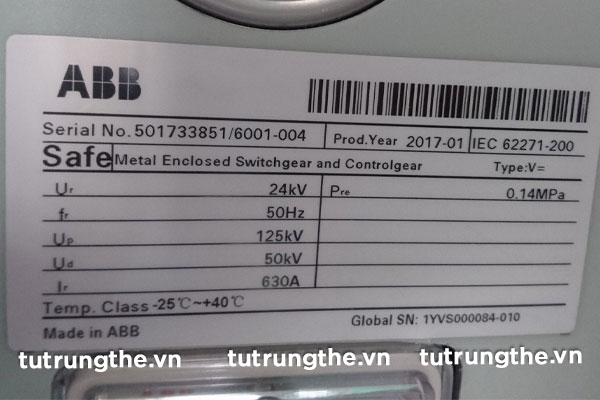 ABB
Serial No. 501733851/6001-004 Prod.Year 2017-01 IEC 62271-200
Safe Metal Enclosed Switchgear and Controlgear Type:V=
Ur 24kV Pre 0.14MPa
fr 50Hz
Up 125kV
Ud 50kV
Ir 630A
Temp. Class -25℃~+40℃
Made in ABB Global SN: 1YVS000084-010
tutrungthe.vn tutrungthe.vn tutrungthe.vn